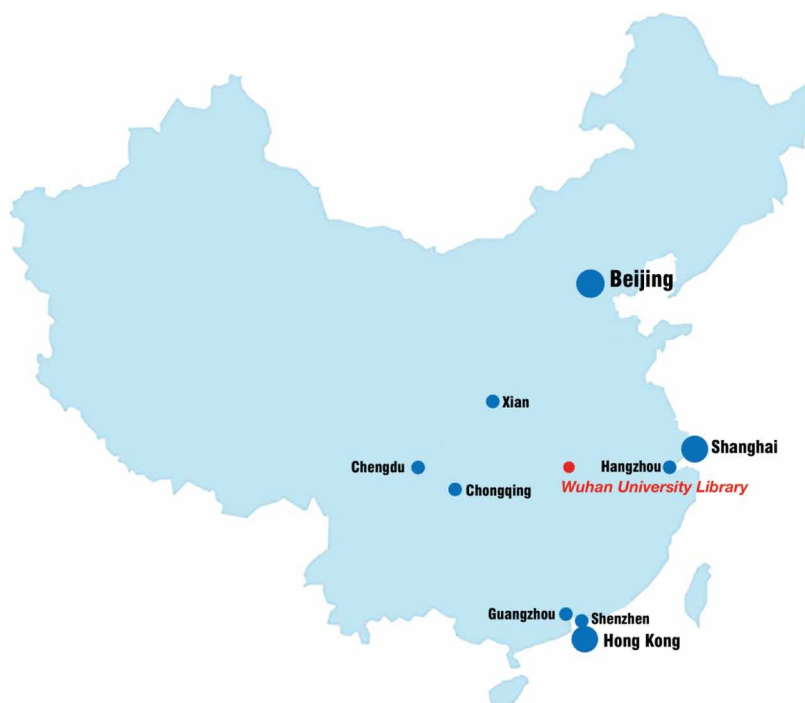 Beijing
Xian
Shanghai
Chengdu
Hangzhou
Wuhan University Library
Chongqing
Guangzhou
Shenzhen
Hong Kong